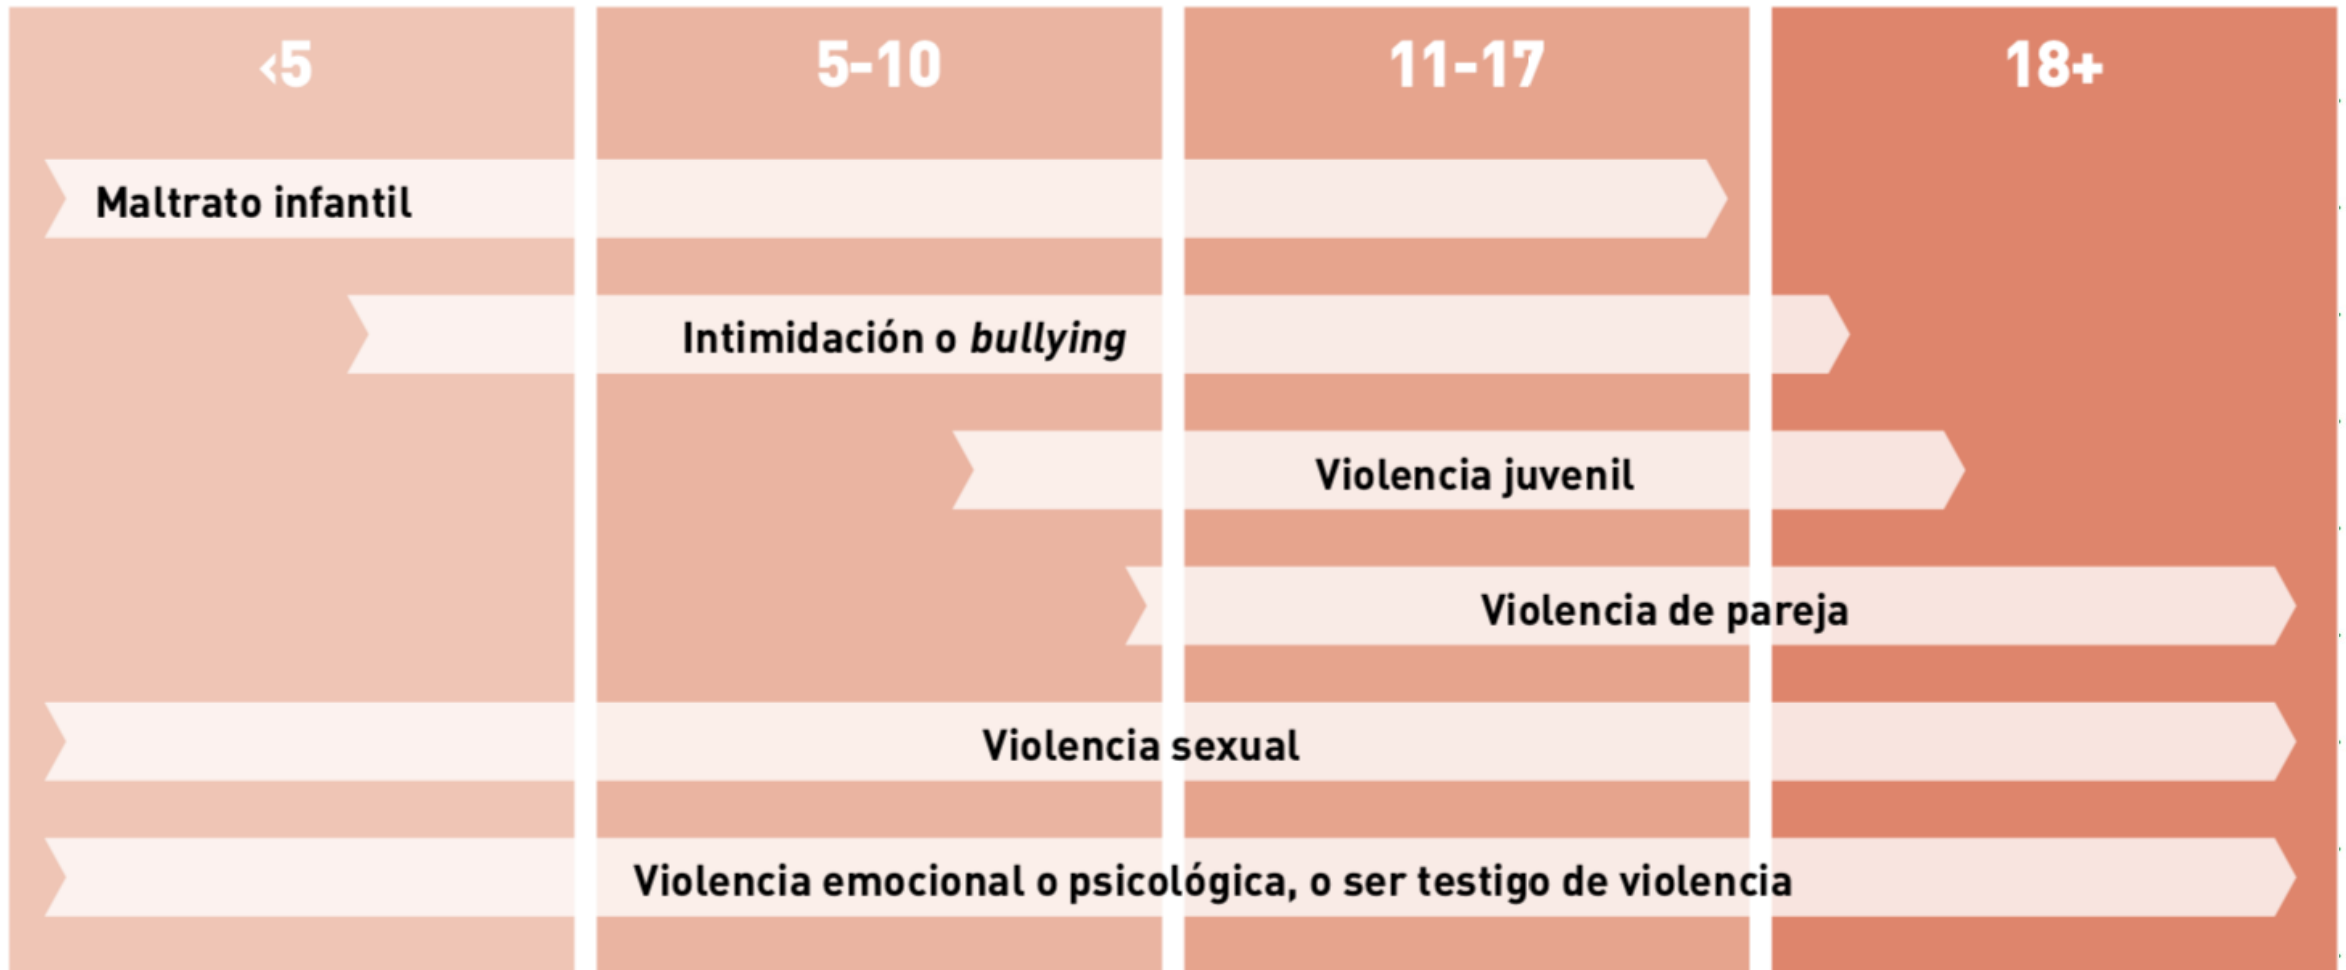 <5
5-10
11-17
18+
Maltrato infantil
Intimidación o bullying
Violencia juvenil
Violencia de pareja
Violencia sexual
Violencia emocional o psicológica, o ser testigo de violencia